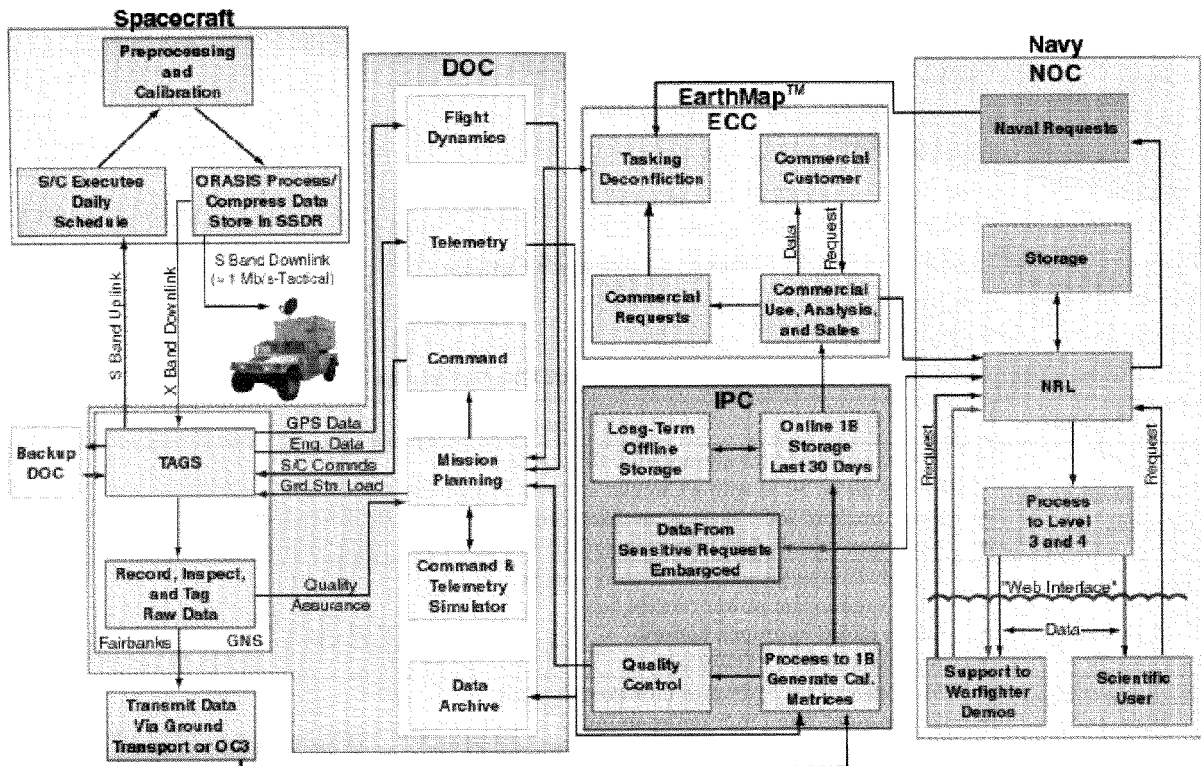 Spacecraft
Preprocessing
and
Calibration
S/C Executes
Daily
Schedule
ORASIS Process/
Compress Data
Store in SSDR
S Band Downlink
(≈ 1 Mb/s-Tactical)
S Band Uplink
X Band Downlink
Backup
DOC
TAGS
GPS Data
Eng. Data
S/C Comnds
Grd.Stn. Load
Record, Inspect,
and Tag
Raw Data
Quality
Assurance
Fairbanks
GNS
Transmit Data
Via Ground
Transport or OC3
DOC
Flight
Dynamics
Telemetry
Command
Mission
Planning
Command &
Telemetry
Simulator
Data
Archive
EarthMap™
ECC
Tasking
Deconfliction
Commercial
Customer
Data
Request
Commercial
Requests
Commercial
Use, Analysis,
and Sales
IPC
Long-Term
Offline
Storage
Online 1B
Storage
Last 30 Days
DataFrom
Sensitive Requests
Embargced
Quality
Control
Process to 1B
Generate Cal.
Matrices
Navy
NOC
Naval Requests
Storage
NRL
Request
Request
Process
to Level
3 and 4
"Web Interface"
Data
Support to
Warfighter
Demos
Scientific
User